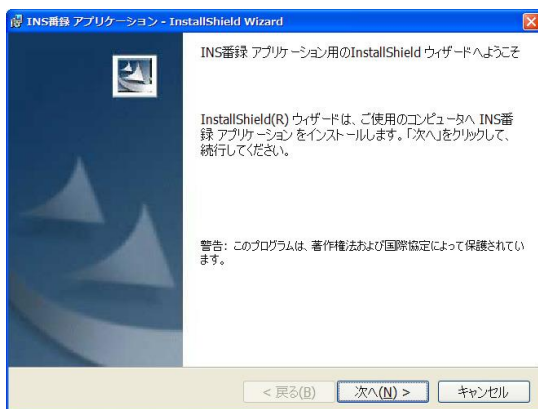 INS番録 アプリケーション - InstallShield Wizard
INS番録 アプリケーション用のInstallShield ウィザードへようこそ
InstallShield(R) ウィザードは、ご使用のコンピュータへ INS番
録 アプリケーション をインストールします。「次へ」をクリックして、
続行してください。
警告: このプログラムは、著作権法および国際協定によって保護されてい
ます。
< 戻る(B)
次へ(N) >
キャンセル